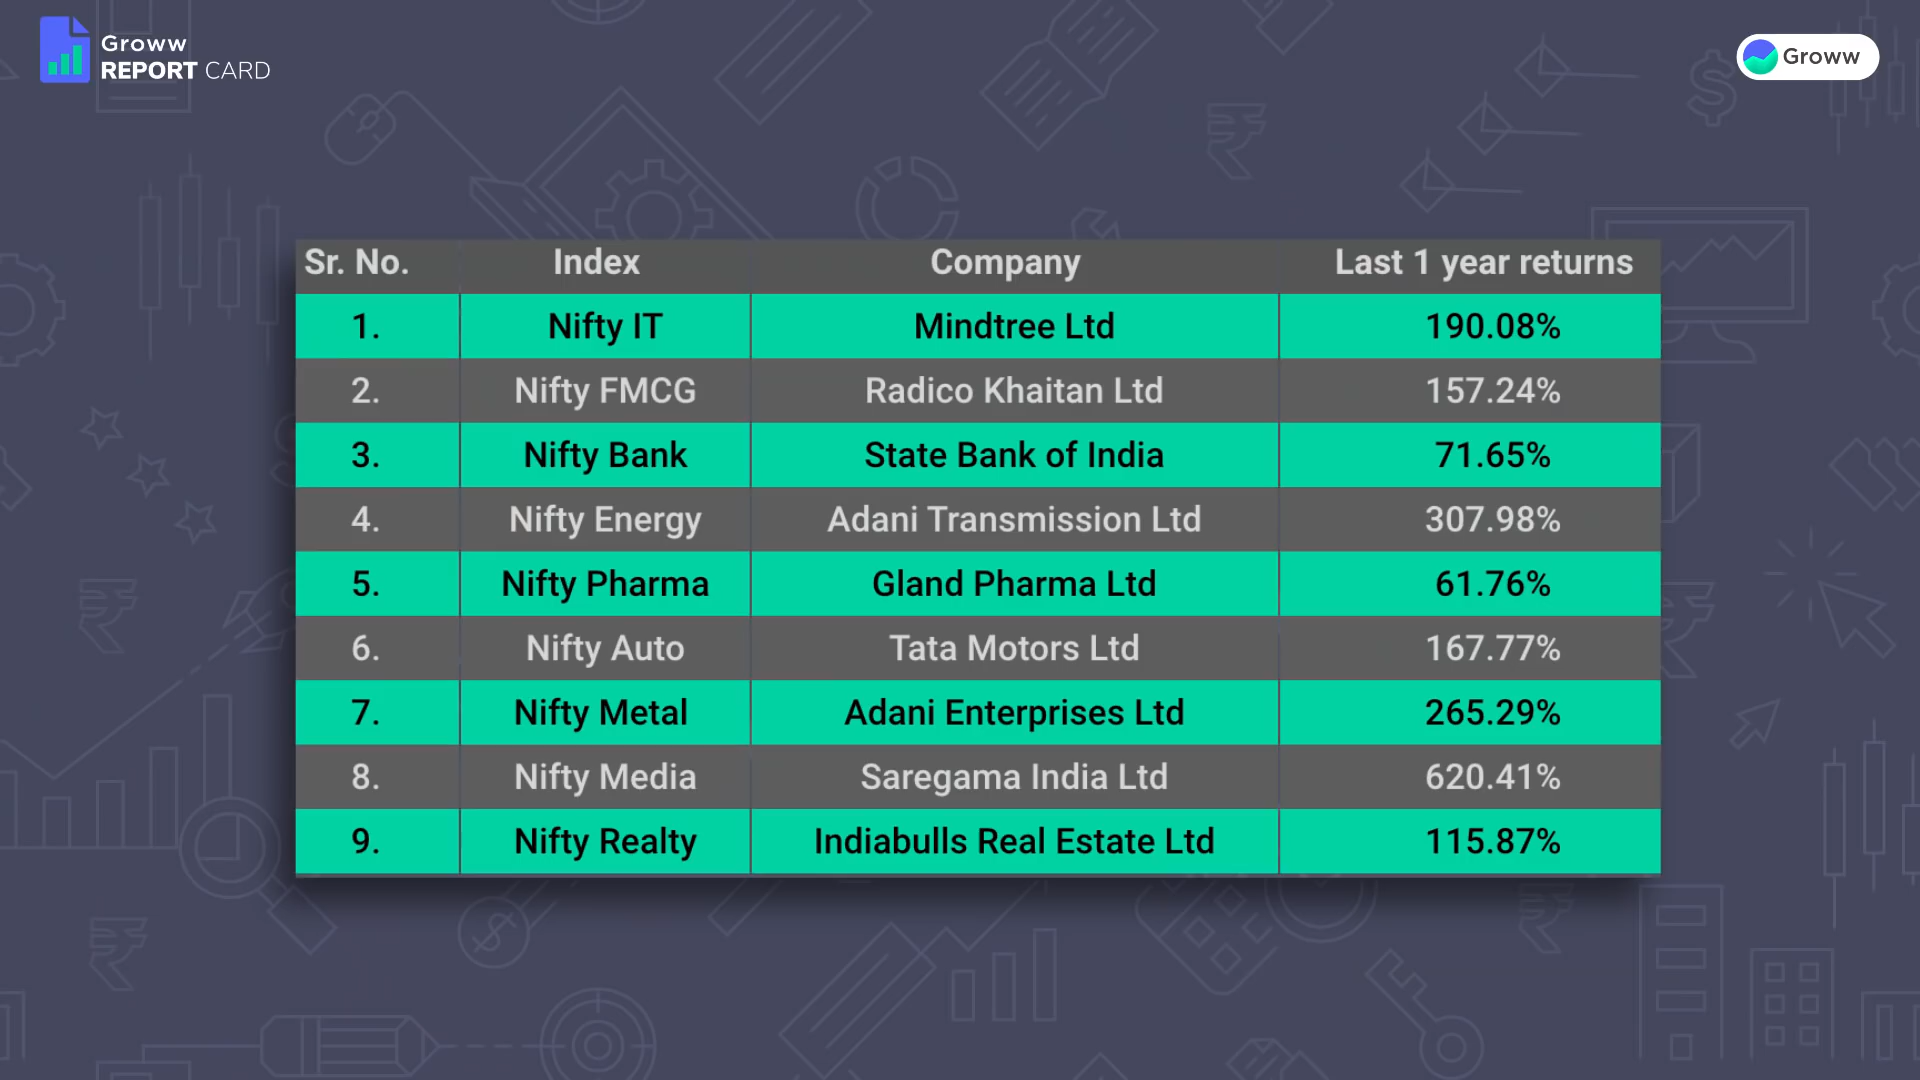 Groww
REPORT CARD
Groww
Sr. No. Index Company Last 1 year returns
1. Nifty IT Mindtree Ltd 190.08%
2. Nifty FMCG Radico Khaitan Ltd 157.24%
3. Nifty Bank State Bank of India 71.65%
4. Nifty Energy Adani Transmission Ltd 307.98%
5. Nifty Pharma Gland Pharma Ltd 61.76%
6. Nifty Auto Tata Motors Ltd 167.77%
7. Nifty Metal Adani Enterprises Ltd 265.29%
8. Nifty Media Saregama India Ltd 620.41%
9. Nifty Realty Indiabulls Real Estate Ltd 115.87%